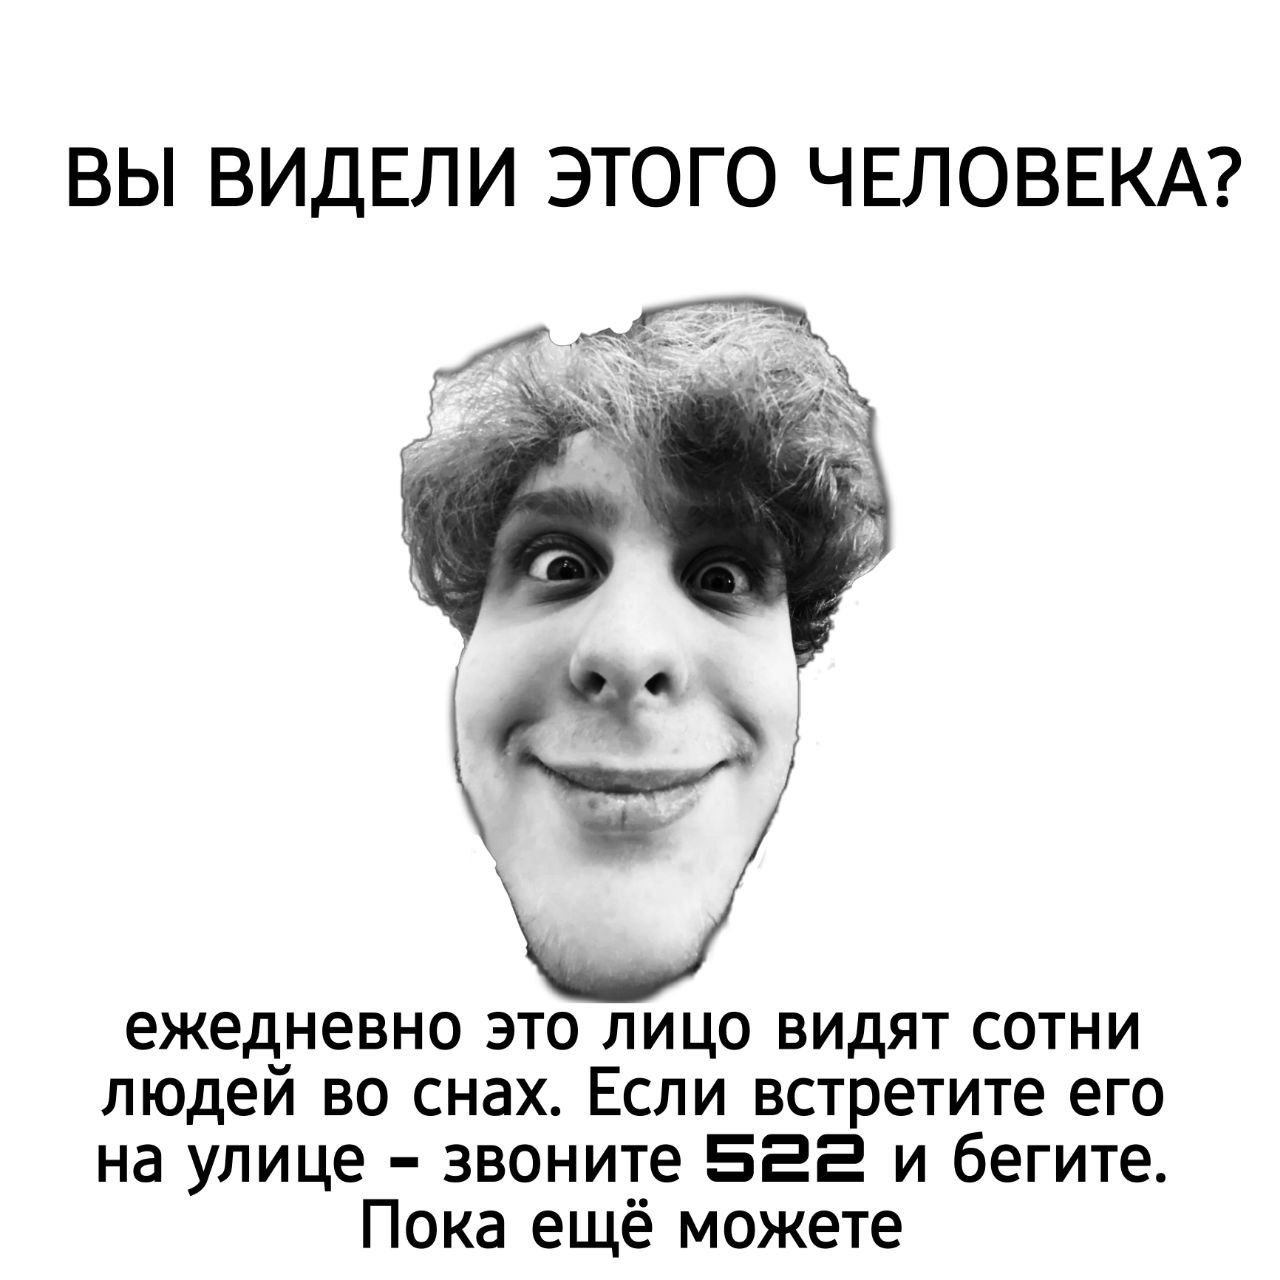 ВЫ ВИДЕЛИ ЭТОГО ЧЕЛОВЕКА?
ежедневно это лицо видят сотни
людей во снах. Если встретите его
на улице - звоните 522 и бегите.
Пока ещё можете